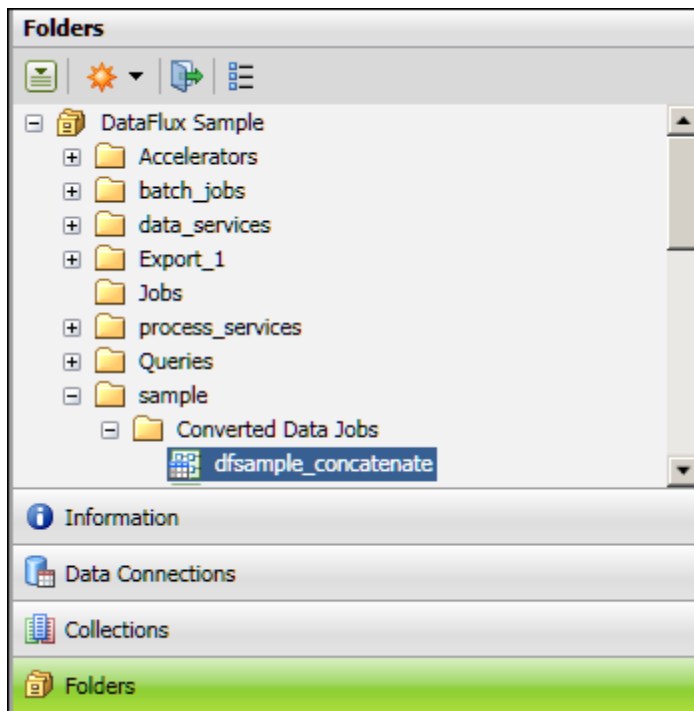 Folders
DataFlux Sample
Accelerators
batch_jobs
data_services
Export_1
Jobs
process_services
Queries
sample
Converted Data Jobs
dfsample_concatenate
Information
Data Connections
Collections
Folders